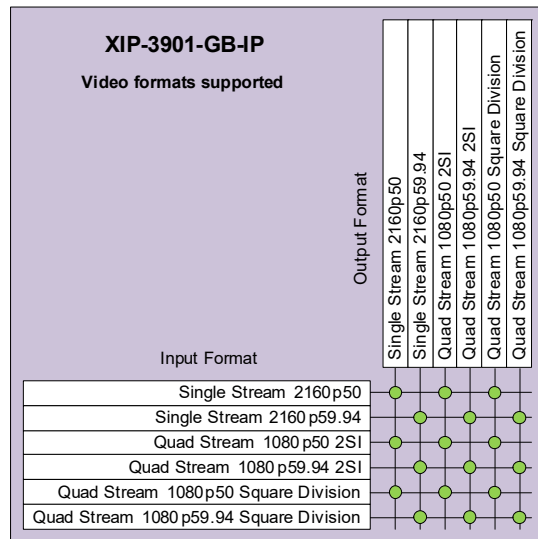 XIP-3901-GB-IP
Video formats supported
Output Format
Single Stream 2160p50
Single Stream 2160p59.94
Quad Stream 1080p50 2SI
Quad Stream 1080p59.94 2SI
Quad Stream 1080p50 Square Division
Quad Stream 1080p59.94 Square Division
Input Format
Single Stream 2160p50
Single Stream 2160p59.94
Quad Stream 1080p50 2SI
Quad Stream 1080p59.94 2SI
Quad Stream 1080p50 Square Division
Quad Stream 1080p59.94 Square Division